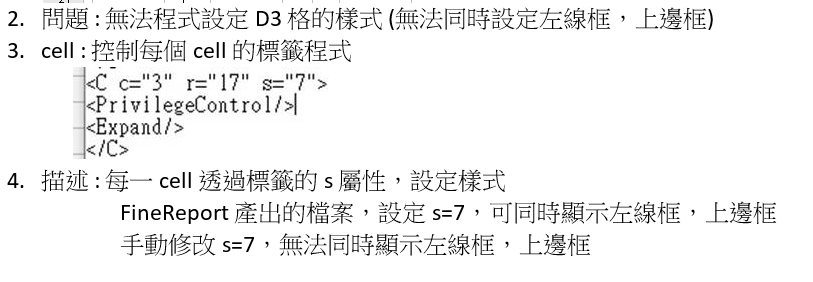 2. 問題 : 無法程式設定 D3 格的樣式 (無法同時設定左線框，上邊框)
3. cell : 控制每個 cell 的標籤程式
<C c="3" r="17" s="7">
<PrivilegeControl/>
<Expand/>
</C>
4. 描述 : 每一 cell 透過標籤的 s 屬性，設定樣式
FineReport 產出的檔案，設定 s=7，可同時顯示左線框，上邊框
手動修改 s=7，無法同時顯示左線框，上邊框